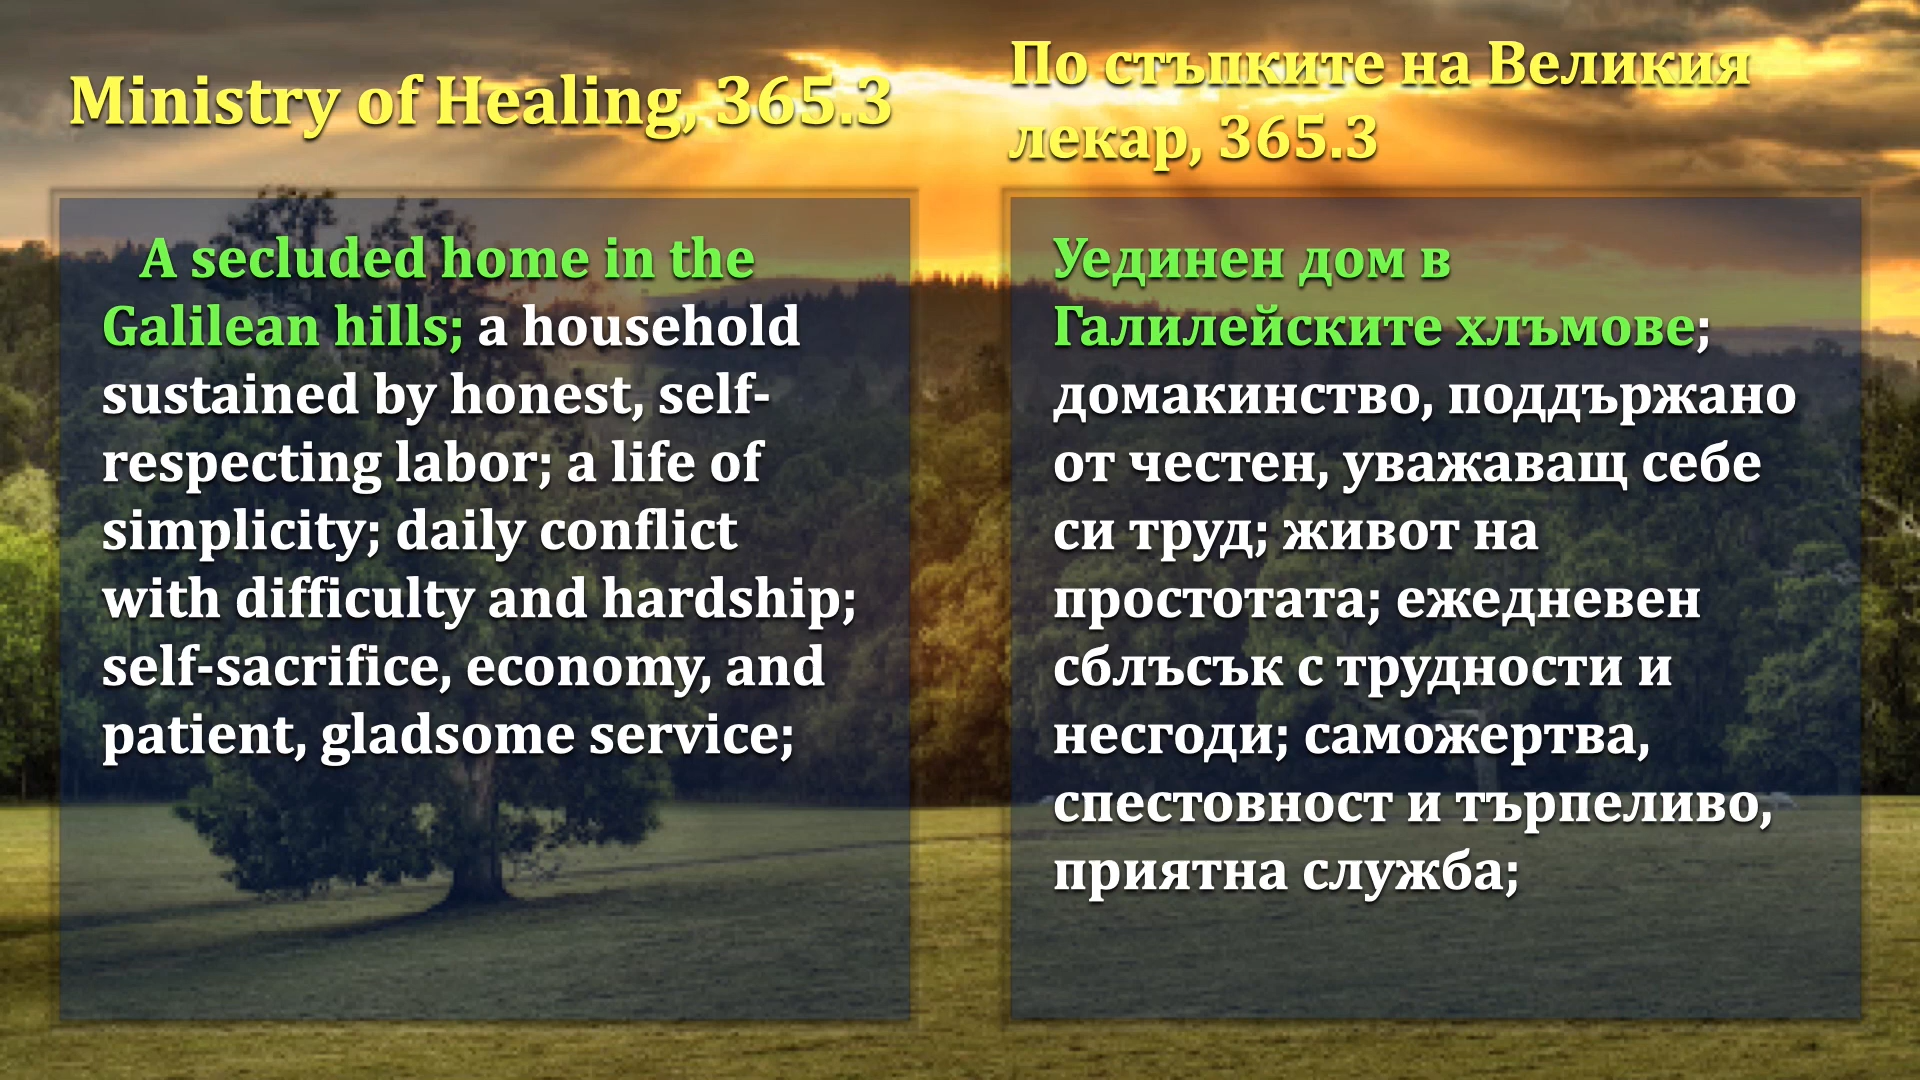 Ministry of Healing, 365.3
A secluded home in the
Galilean hills; a household
sustained by honest, self-
respecting labor; a life of
simplicity; daily conflict
with difficulty and hardship;
self-sacrifice, economy, and
patient, gladsome service;
По стъпките на Великия
лекар, 365.3
Уединен дом в
Галилейските хлъмове;
домакинство, поддържано
от честен, уважаващ себе
си труд; живот на
простотата; ежедневен
сблъсък с трудности и
несгоди; саможертва,
спестовност и търпеливо,
приятна служба;